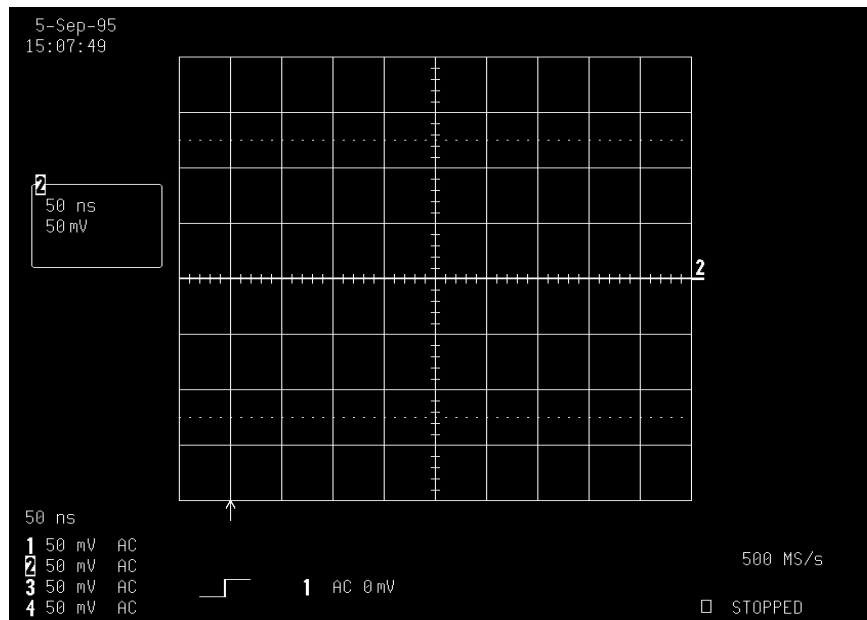 5-Sep-95
15:07:49
2
50 ns
50 mV
2
50 ns
1 50 mV AC
2 50 mV AC
3 50 mV AC
4 50 mV AC
1 AC 0 mV
500 MS/s
STOPPED